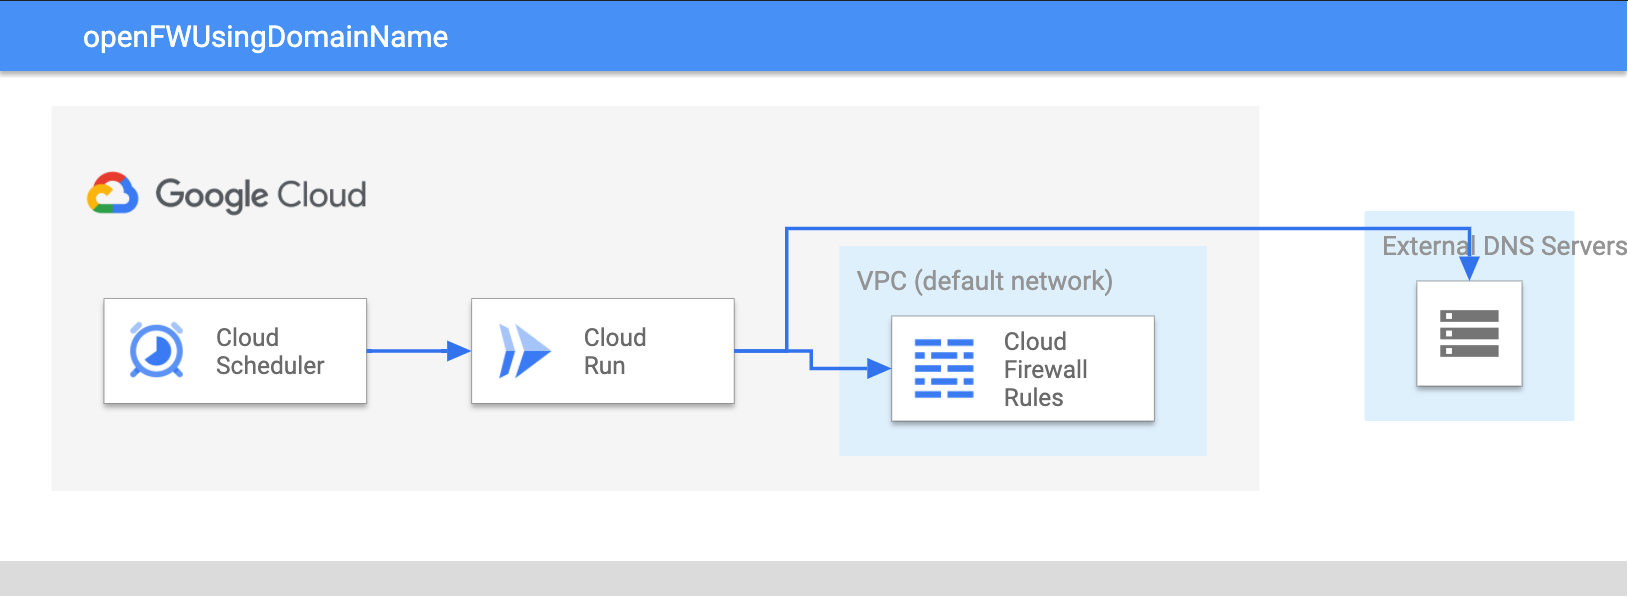 openFWUsingDomainName
Google Cloud
External DNS Servers
VPC (default network)
Cloud
Scheduler
Cloud
Run
Cloud
Firewall
Rules